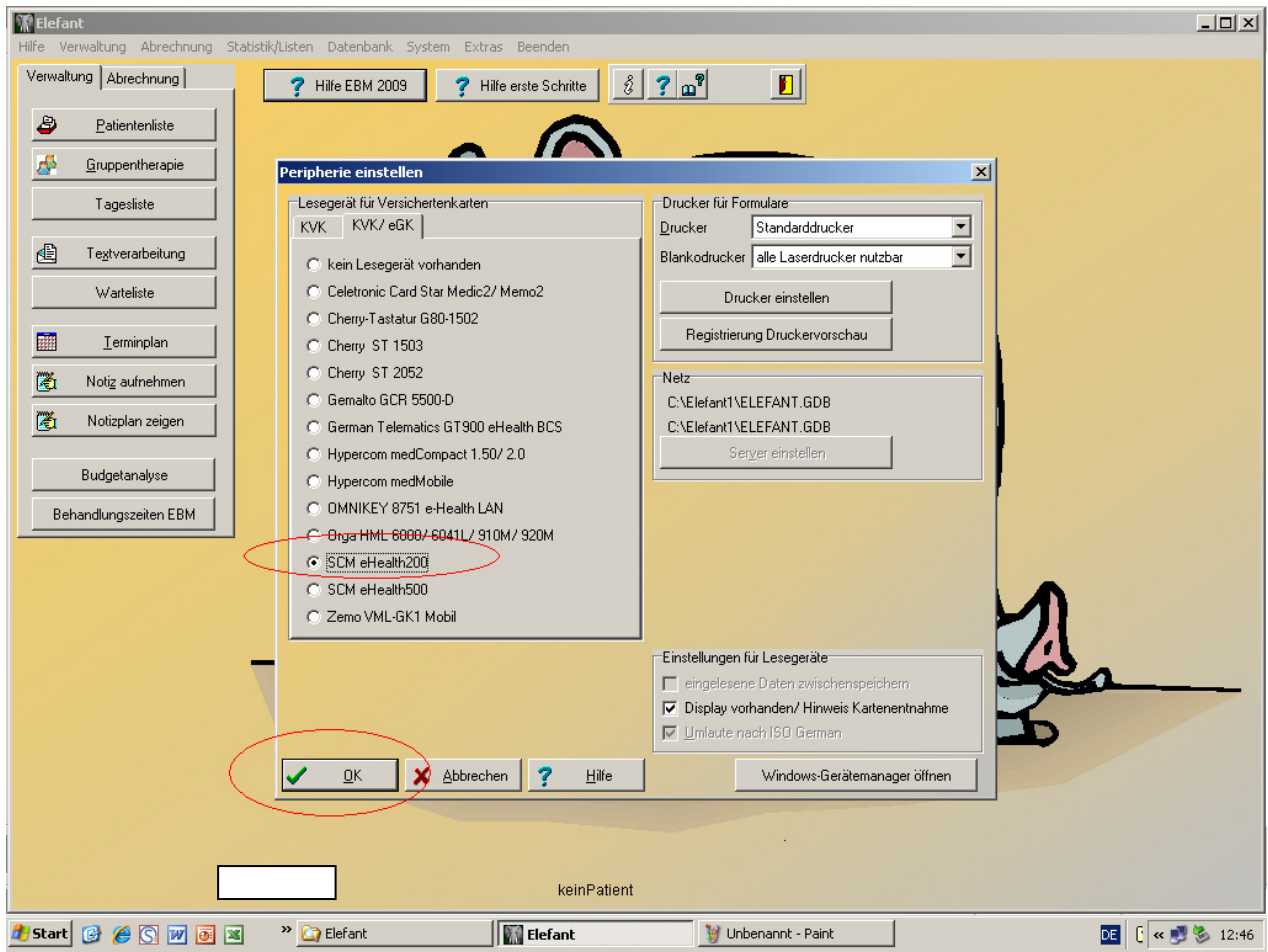 Elefant
Hilfe Verwaltung Abrechnung Statistik/Listen Datenbank System Extras Beenden
Verwaltung Abrechnung
Hilfe EBM 2009 Hilfe erste Schritte
Patientenliste
Gruppentherapie
Tagesliste
Textverarbeitung
Warteliste
Terminplan
Notiz aufnehmen
Notizplan zeigen
Budgetanalyse
Behandlungszeiten EBM
Peripherie einstellen
Lesegerät für Versichertenkarten
KVK KVK/ eGK
kein Lesegerät vorhanden
Celetronic Card Star Medic2/ Memo2
Cherry-Tastatur G80-1502
Cherry ST 1503
Cherry ST 2052
Gemalto GCR 5500-D
German Telematics GT900 eHealth BCS
Hypercom medCompact 1.50/ 2.0
Hypercom medMobile
OMNIKEY 8751 e-Health LAN
Orga HML 6000/ 6041L/ 910M/ 920M
SCM eHealth200
SCM eHealth500
Zemo VML-GK1 Mobil
Drucker für Formulare
Drucker Standarddrucker
Blankodrucker alle Laserdrucker nutzbar
Drucker einstellen
Registrierung Druckervorschau
Netz
C:\Elefant1\ELEFANT.GDB
C:\Elefant1\ELEFANT.GDB
Server einstellen
Einstellungen für Lesegeräte
eingelesene Daten zwischenspeichern
Display vorhanden/ Hinweis Kartenentnahme
Umlaute nach ISO German
OK Abbrechen Hilfe Windows-Gerätemanager öffnen
keinPatient
Start » Elefant Elefant Unbenannt - Paint DE « 12:46